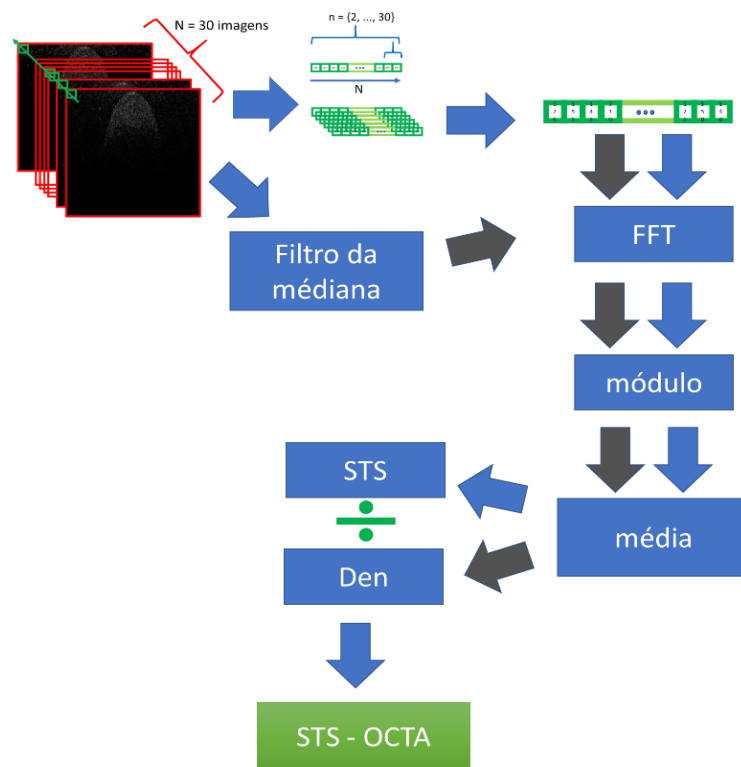 N = 30 imagens
n = {2, ..., 30}
N
Filtro da
médiana
FFT
módulo
média
STS
Den
STS - OCTA